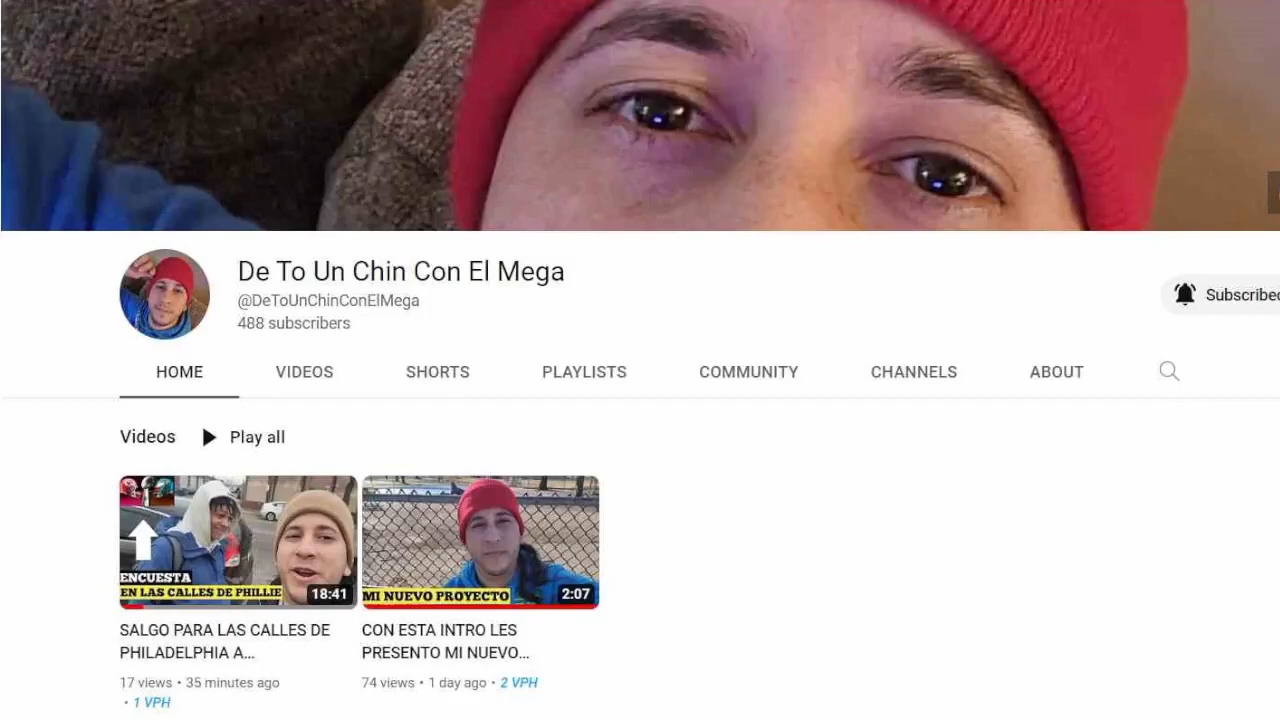 De To Un Chin Con El Mega
@DeToUnChinConElMega
488 subscribers
Subscribed
HOME
VIDEOS
SHORTS
PLAYLISTS
COMMUNITY
CHANNELS
ABOUT
Videos
Play all
ENCUESTA
EN LAS CALLES DE PHILLIE
18:41
MI NUEVO PROYECTO
2:07
SALGO PARA LAS CALLES DE
PHILADELPHIA A...
17 views • 35 minutes ago
• 1 VPH
CON ESTA INTRO LES
PRESENTO MI NUEVO...
74 views • 1 day ago • 2 VPH